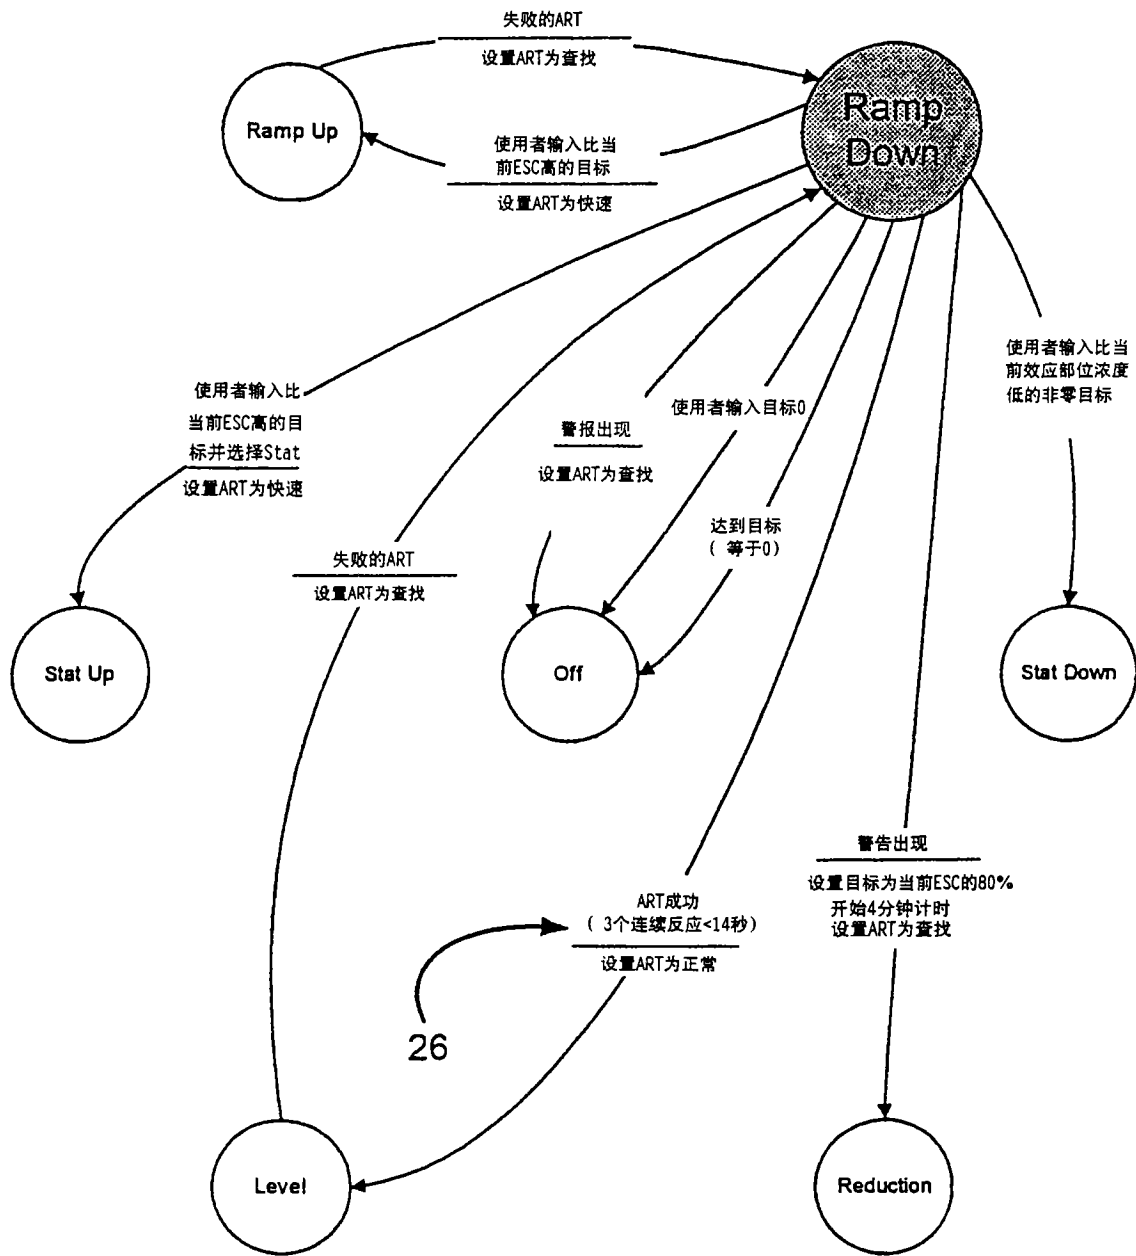 失败的ART
设置ART为查找
Ramp Up
Ramp
Down
使用者输入比当
前ESC高的目标
设置ART为快速
使用者输入比当
前效应部位浓度
低的非零目标
使用者输入比
当前ESC高的目
标并选择Stat
设置ART为快速
使用者输入目标0
警报出现
设置ART为查找
达到目标
( 等于0)
失败的ART
设置ART为查找
Stat Up
Off
Stat Down
警告出现
设置目标为当前ESC的80%
开始4分钟计时
设置ART为查找
ART成功
( 3个连续反应<14秒)
设置ART为正常
26
Level
Reduction